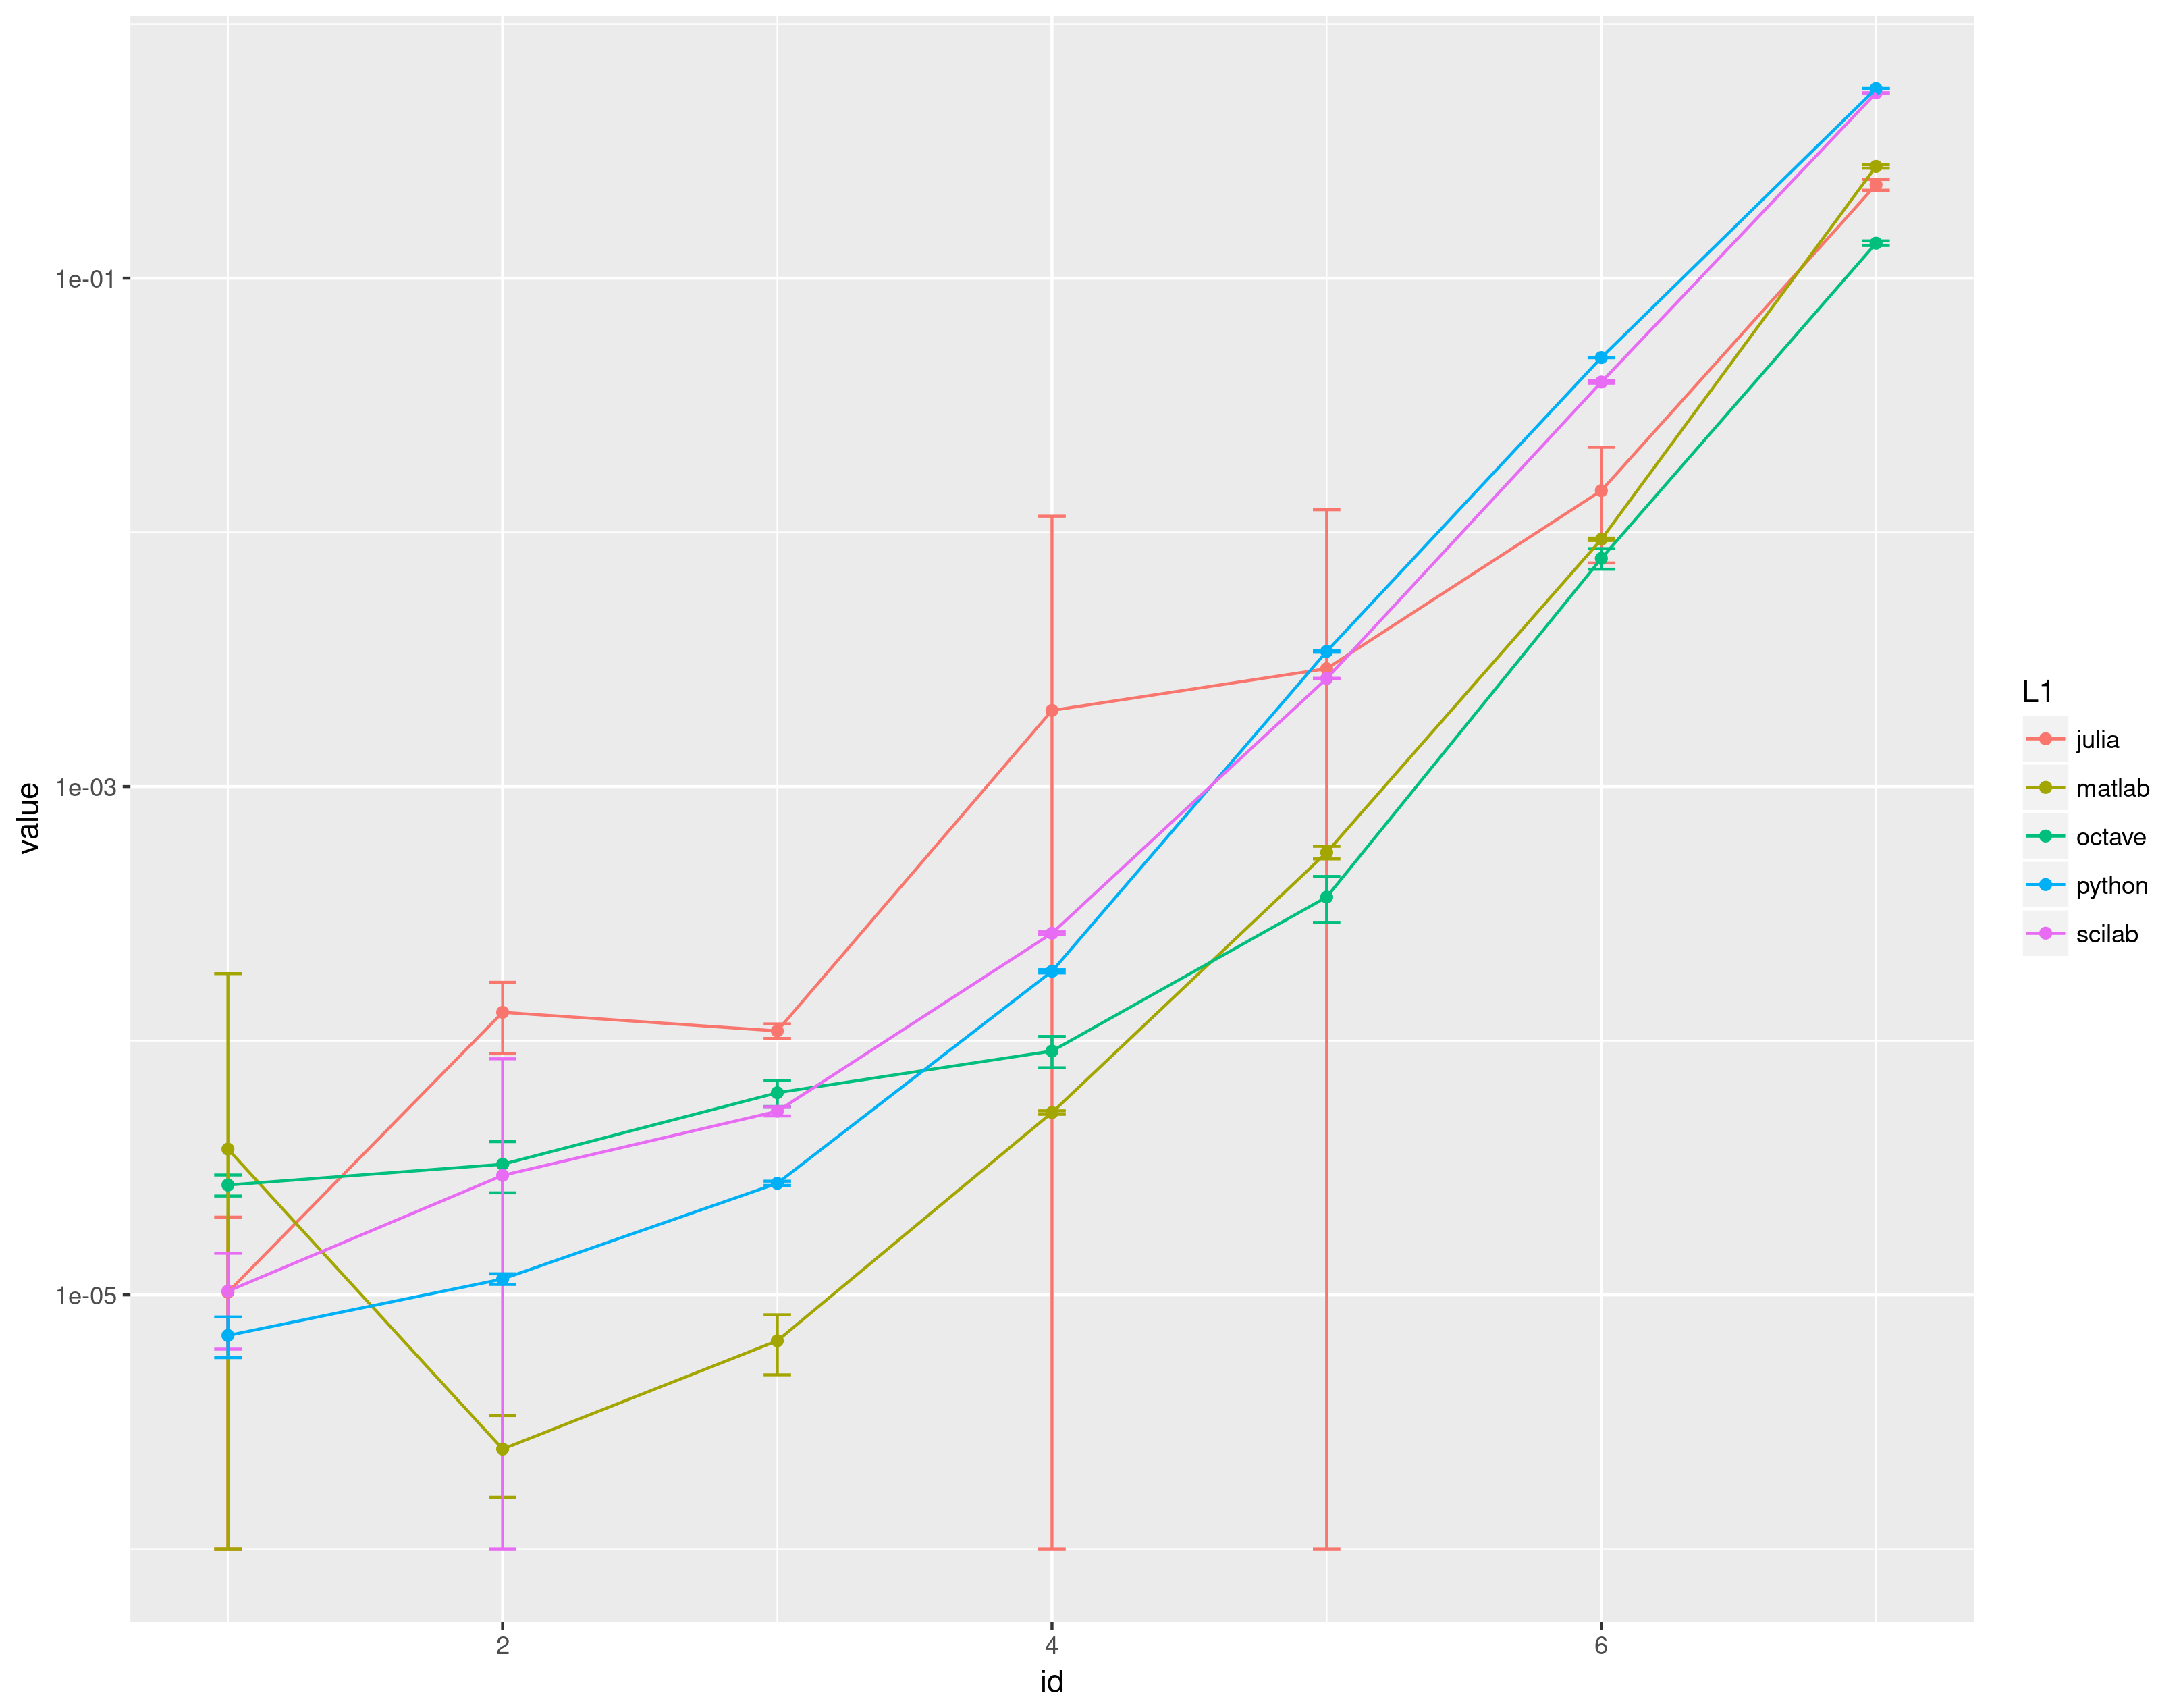 value
1e-01
1e-03
1e-05
2
4
6
id
L1
julia
matlab
octave
python
scilab